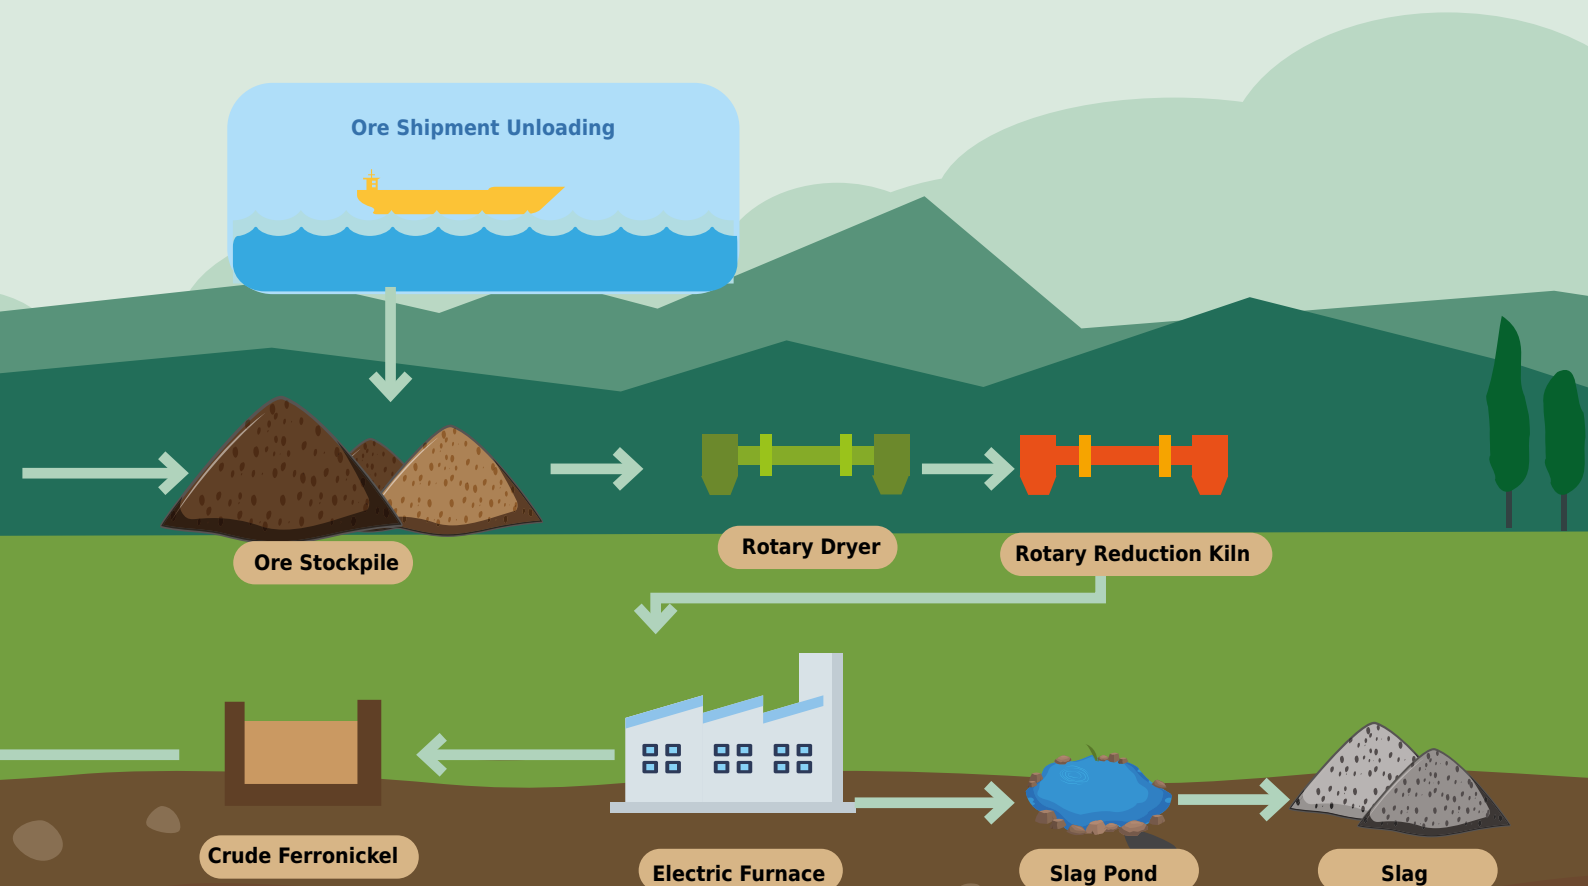 Ore Shipment Unloading
Ore Stockpile
Rotary Dryer
Rotary Reduction Kiln
Crude Ferronickel
Electric Furnace
Slag Pond
Slag